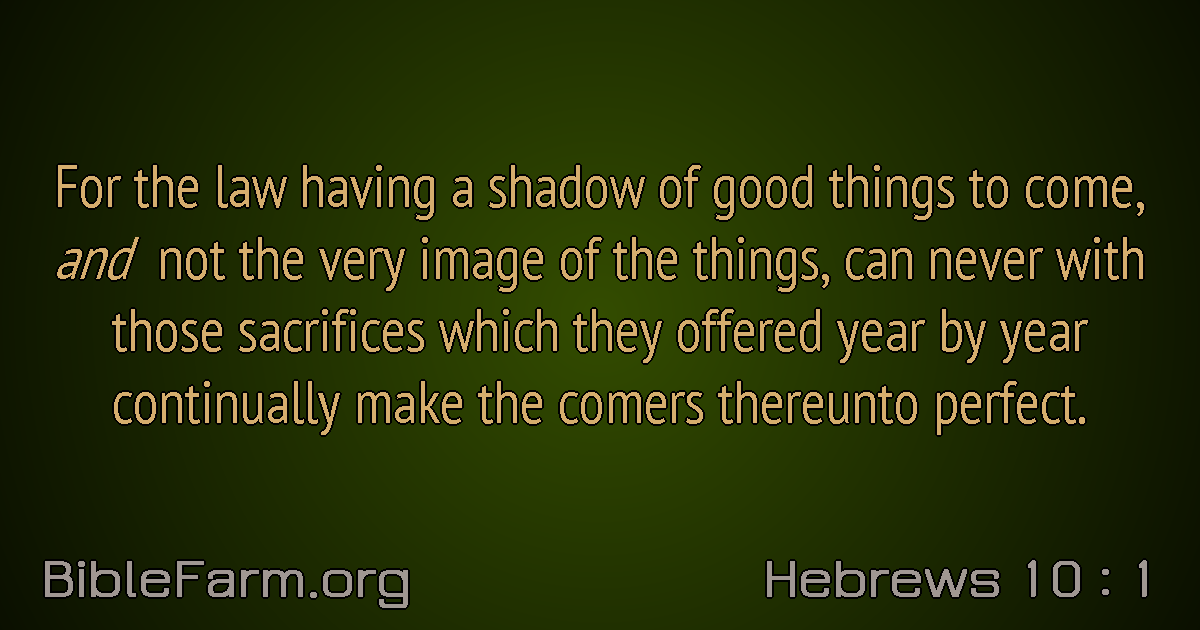 For the law having a shadow of good things to come,
and not the very image of the things, can never with
those sacrifices which they offered year by year
continually make the comers thereunto perfect.
BibleFarm.org
Hebrews 10 : 1